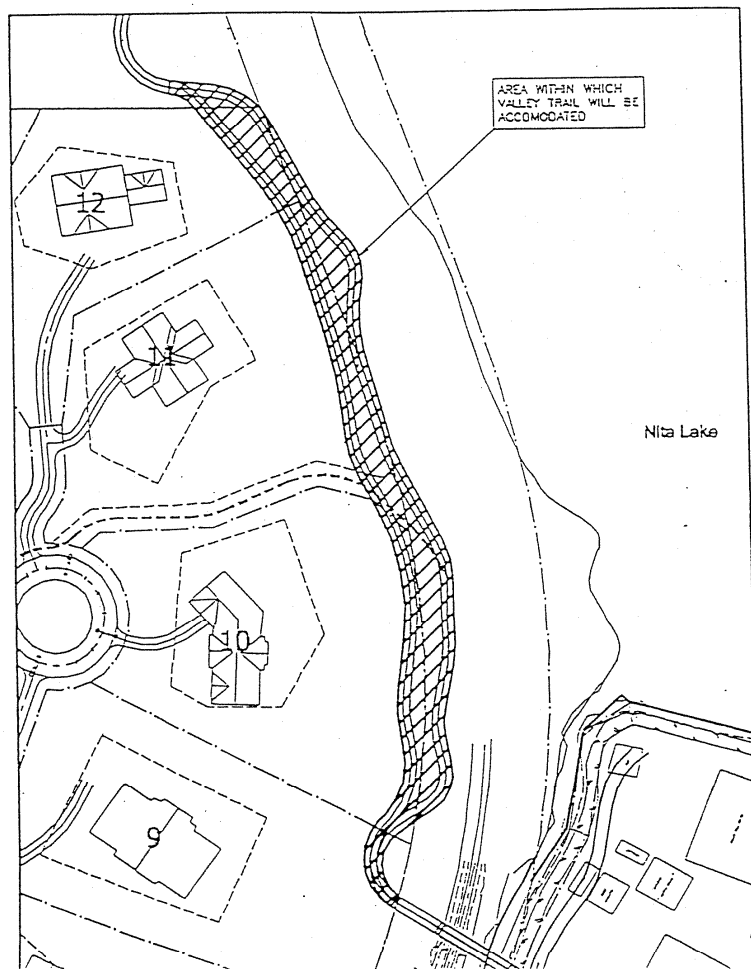 AREA WITHIN WHICH
VALLEY TRAIL WILL BE
ACCOMODATED
12
11
Nita Lake
10
9